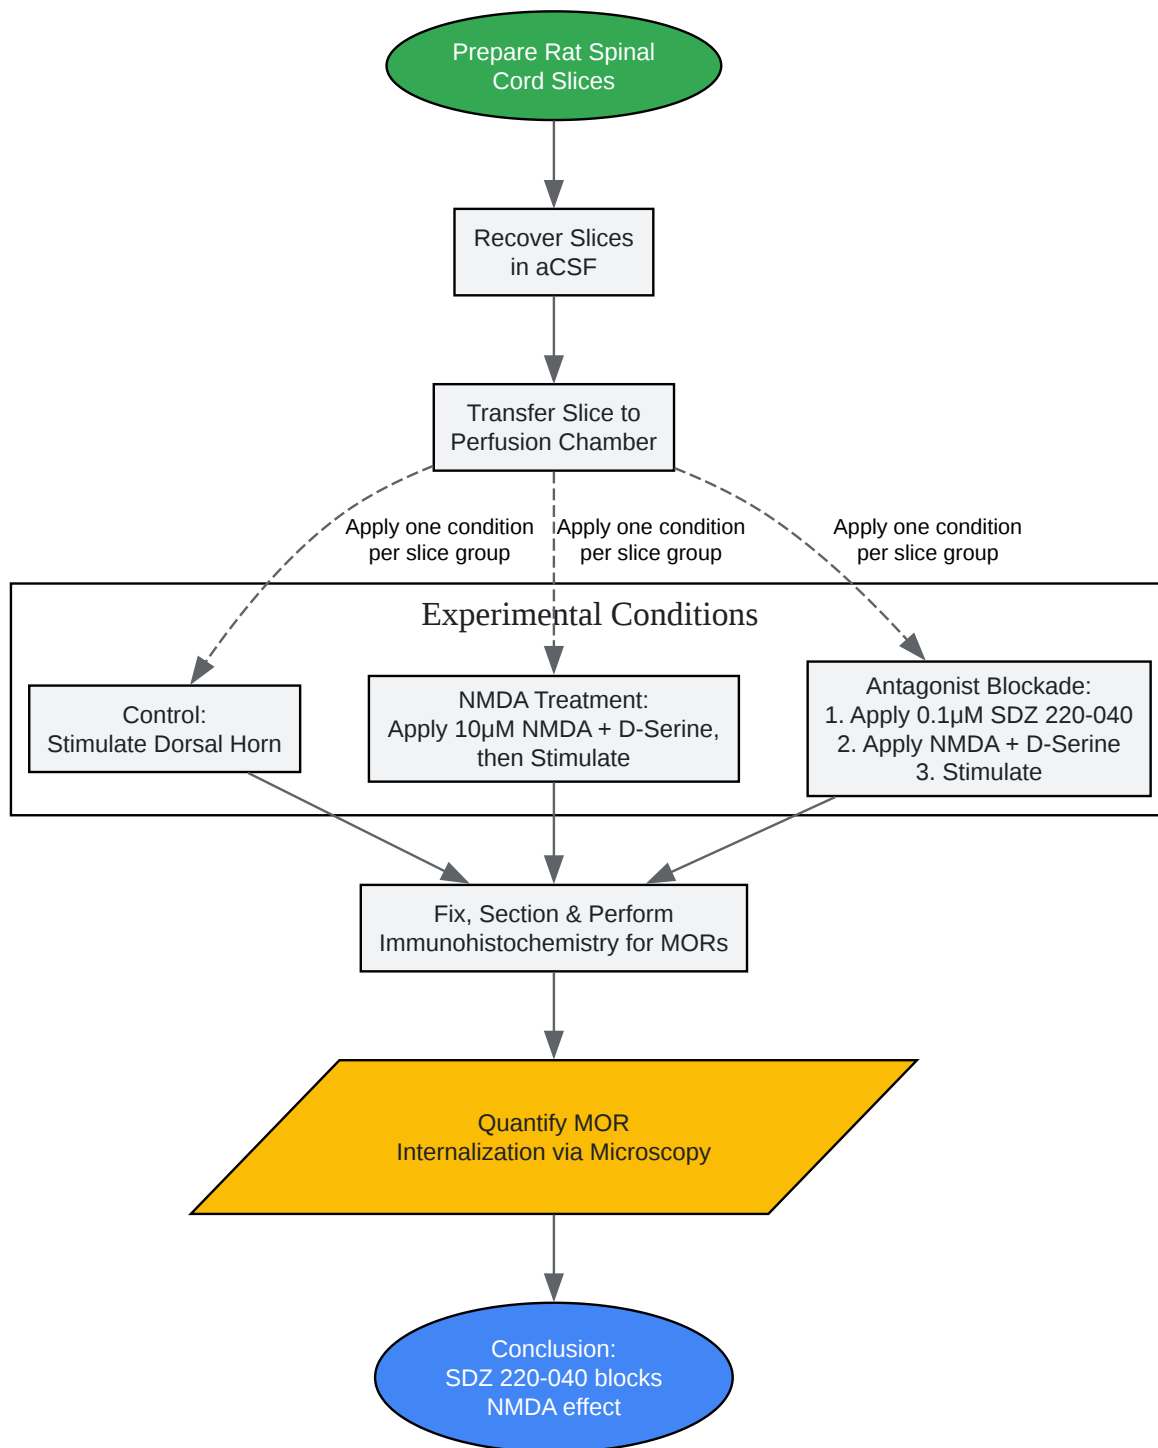 Prepare Rat Spinal
Cord Slices
Recover Slices
in aCSF
Transfer Slice to
Perfusion Chamber
Apply one condition
per slice group
Apply one condition
per slice group
Apply one condition
per slice group
Experimental Conditions
Control:
Stimulate Dorsal Horn
NMDA Treatment:
Apply 10μM NMDA + D-Serine,
then Stimulate
Antagonist Blockade:
1. Apply 0.1μM SDZ 220-040
2. Apply NMDA + D-Serine
3. Stimulate
Fix, Section & Perform
Immunohistochemistry for MORs
Quantify MOR
Internalization via Microscopy
Conclusion:
SDZ 220-040 blocks
NMDA effect